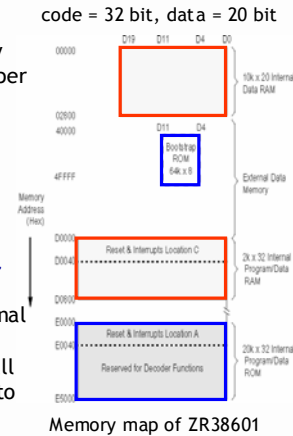 code = 32 bit, data = 20 bit
D19 D11 D4 D0
00000
10k x 20 Internal
Data RAM
02800
40000
D11 D4
Bootstrap
ROM
64k x 8
4FFFF
External Data
Memory
Memory
Address
(Hex)
D0000
Reset & Interrupts Location C
D0040
2k x 32 Internal
Program/Data
RAM
D0800
E0000
Reset & Interrupts Location A
E0040
Reserved for Decoder Functions
20k x 32 Internal
Program/Data
ROM
E5000
Memory map of ZR38601